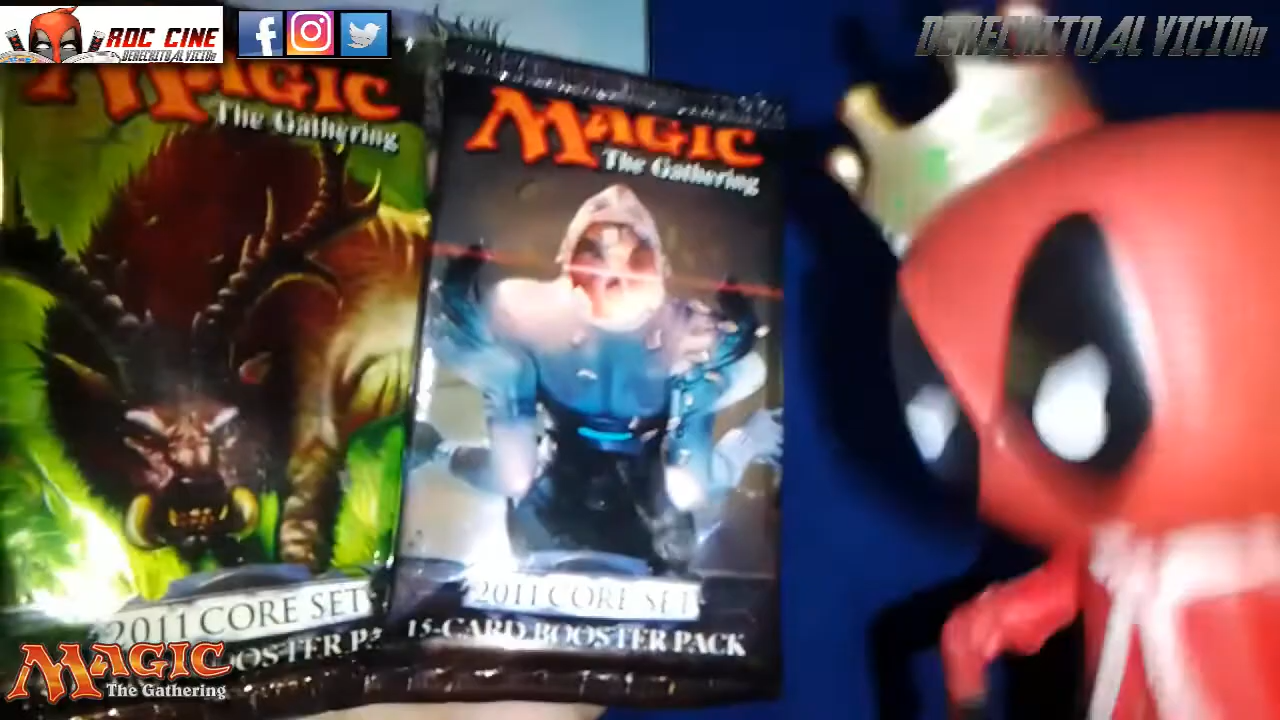 ROC CINE
DERECHITO AL VICIO!!
DERECHITO AL VICIO!!
MAGIC
The Gathering
MAGIC
The Gathering
2011 CORE SET
2011 CORE SET
15-CARD BOOSTER PACK
MAGIC
The Gathering